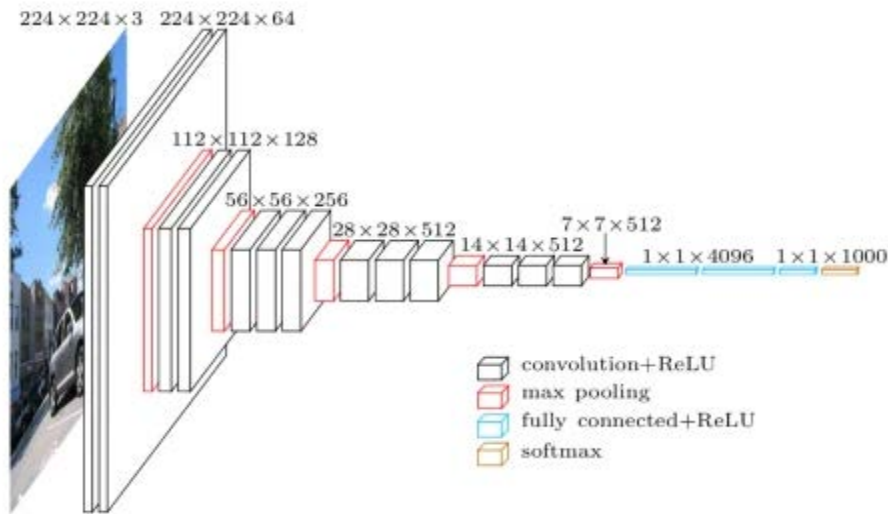 224×224×3
224×224×64
112×112×128
56×56×256
28×28×512
14×14×512
7×7×512
1×1×4096
1×1×1000
convolution+ReLU
max pooling
fully connected+ReLU
softmax